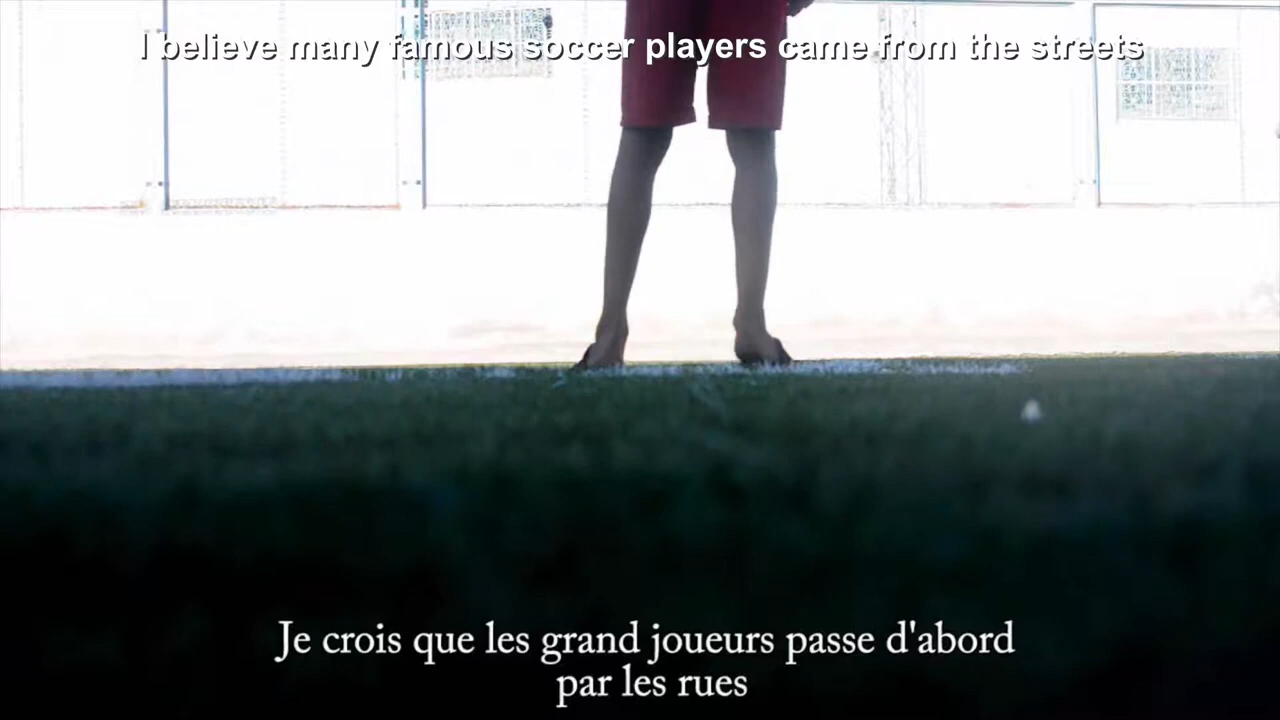 I believe many famous soccer players came from the streets
Je crois que les grand joueurs passe d'abord
par les rues